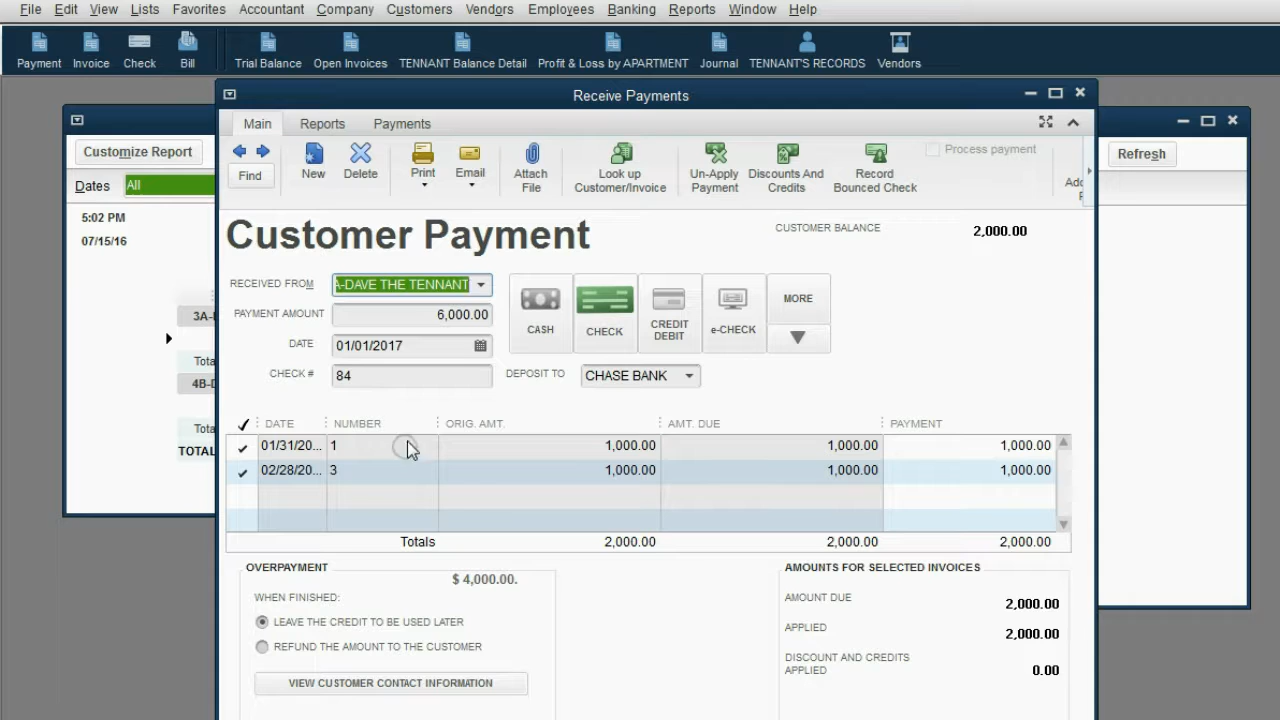 File Edit View Lists Favorites Accountant Company Customers Vendors Employees Banking Reports Window Help
Payment Invoice Check Bill Trial Balance Open Invoices TENNANT Balance Detail Profit & Loss by APARTMENT Journal TENNANT'S RECORDS Vendors
Receive Payments
Main Reports Payments
Customize Report
Refresh
Find New Delete Print Email Attach File Look up Customer/Invoice Un-Apply Payment Discounts And Credits Record Bounced Check Process payment
Dates All
5:02 PM
07/15/16
Customer Payment
CUSTOMER BALANCE 2,000.00
RECEIVED FROM A-DAVE THE TENNANT
PAYMENT AMOUNT 6,000.00
DATE 01/01/2017
CHECK # 84
CASH CHECK CREDIT DEBIT e-CHECK MORE
DEPOSIT TO CHASE BANK
DATE NUMBER ORIG. AMT. AMT. DUE PAYMENT
01/31/20... 1 1,000.00 1,000.00 1,000.00
02/28/20... 3 1,000.00 1,000.00 1,000.00
Totals 2,000.00 2,000.00 2,000.00
TOTAL
OVERPAYMENT
$ 4,000.00.
WHEN FINISHED:
LEAVE THE CREDIT TO BE USED LATER
REFUND THE AMOUNT TO THE CUSTOMER
VIEW CUSTOMER CONTACT INFORMATION
AMOUNTS FOR SELECTED INVOICES
AMOUNT DUE 2,000.00
APPLIED 2,000.00
DISCOUNT AND CREDITS
APPLIED 0.00